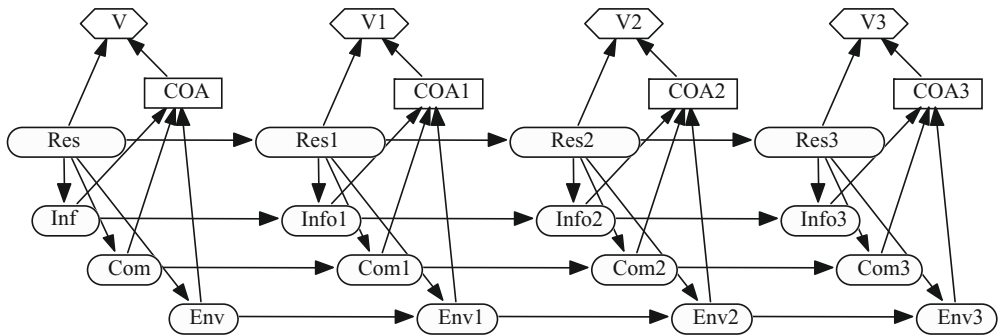 V V1 V2 V3
COA COA1 COA2 COA3
Res Res1 Res2 Res3
Inf Info1 Info2 Info3
Com Com1 Com2 Com3
Env Env1 Env2 Env3